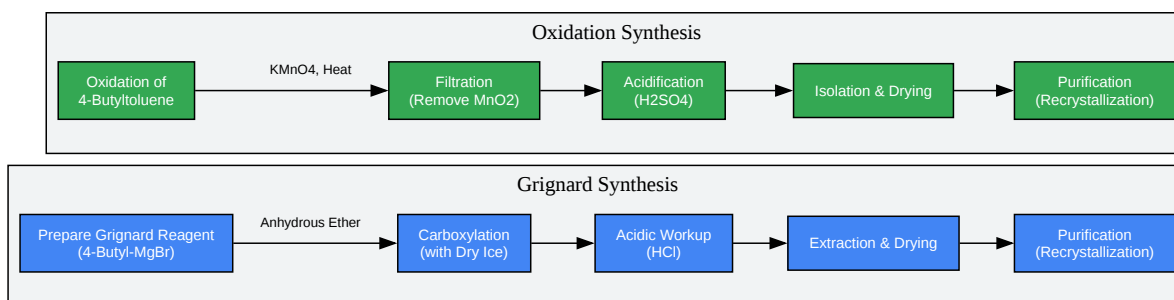 Oxidation Synthesis
Oxidation of
4-Butyltoluene
KMnO4, Heat
Filtration
(Remove MnO2)
Acidification
(H2SO4)
Isolation & Drying
Purification
(Recrystallization)
Grignard Synthesis
Prepare Grignard Reagent
(4-Butyl-MgBr)
Anhydrous Ether
Carboxylation
(with Dry Ice)
Acidic Workup
(HCl)
Extraction & Drying
Purification
(Recrystallization)